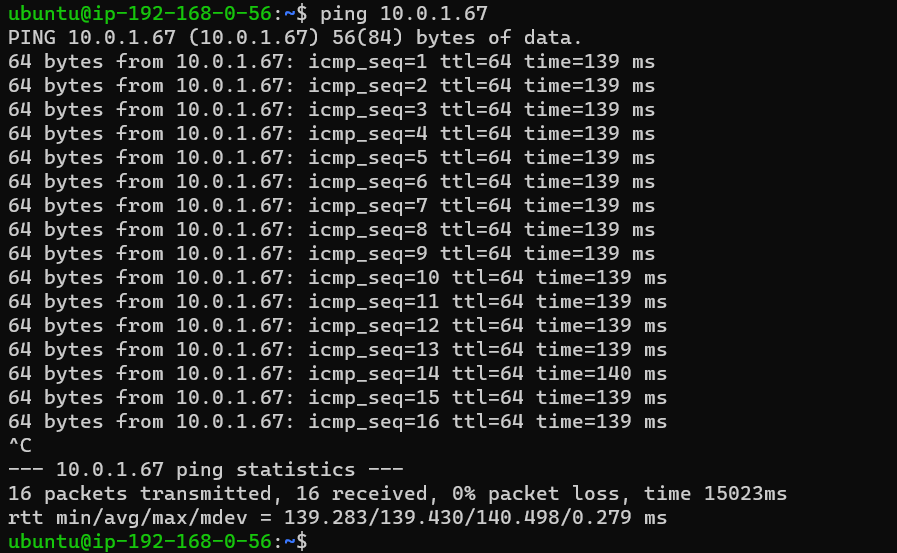 ubuntu@ip-192-168-0-56:~$ ping 10.0.1.67
PING 10.0.1.67 (10.0.1.67) 56(84) bytes of data.
64 bytes from 10.0.1.67: icmp_seq=1 ttl=64 time=139 ms
64 bytes from 10.0.1.67: icmp_seq=2 ttl=64 time=139 ms
64 bytes from 10.0.1.67: icmp_seq=3 ttl=64 time=139 ms
64 bytes from 10.0.1.67: icmp_seq=4 ttl=64 time=139 ms
64 bytes from 10.0.1.67: icmp_seq=5 ttl=64 time=139 ms
64 bytes from 10.0.1.67: icmp_seq=6 ttl=64 time=139 ms
64 bytes from 10.0.1.67: icmp_seq=7 ttl=64 time=139 ms
64 bytes from 10.0.1.67: icmp_seq=8 ttl=64 time=139 ms
64 bytes from 10.0.1.67: icmp_seq=9 ttl=64 time=139 ms
64 bytes from 10.0.1.67: icmp_seq=10 ttl=64 time=139 ms
64 bytes from 10.0.1.67: icmp_seq=11 ttl=64 time=139 ms
64 bytes from 10.0.1.67: icmp_seq=12 ttl=64 time=139 ms
64 bytes from 10.0.1.67: icmp_seq=13 ttl=64 time=139 ms
64 bytes from 10.0.1.67: icmp_seq=14 ttl=64 time=140 ms
64 bytes from 10.0.1.67: icmp_seq=15 ttl=64 time=139 ms
64 bytes from 10.0.1.67: icmp_seq=16 ttl=64 time=139 ms
^C
--- 10.0.1.67 ping statistics ---
16 packets transmitted, 16 received, 0% packet loss, time 15023ms
rtt min/avg/max/mdev = 139.283/139.430/140.498/0.279 ms
ubuntu@ip-192-168-0-56:~$